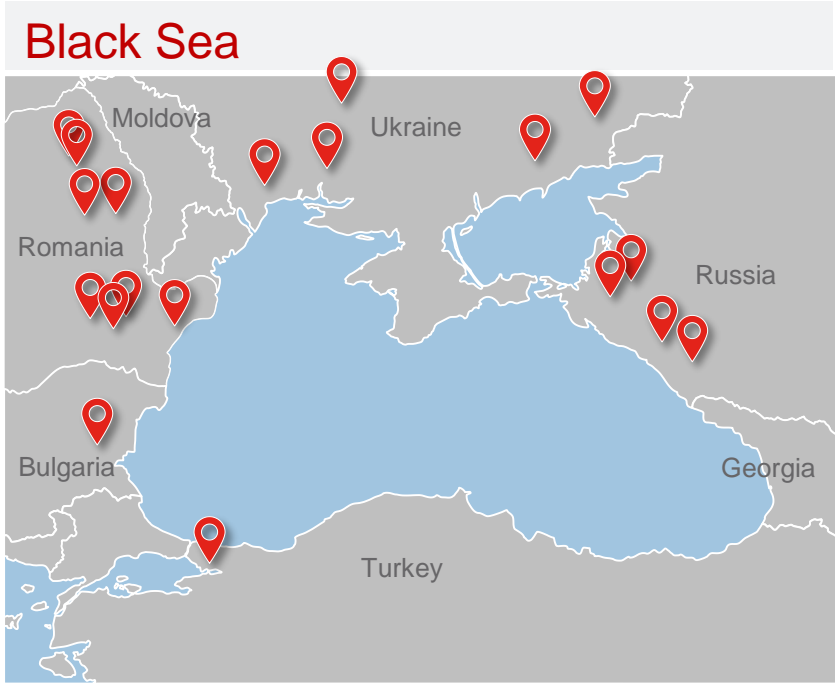 Black Sea
Moldova
Ukraine
Romania
Russia
Bulgaria
Georgia
Turkey